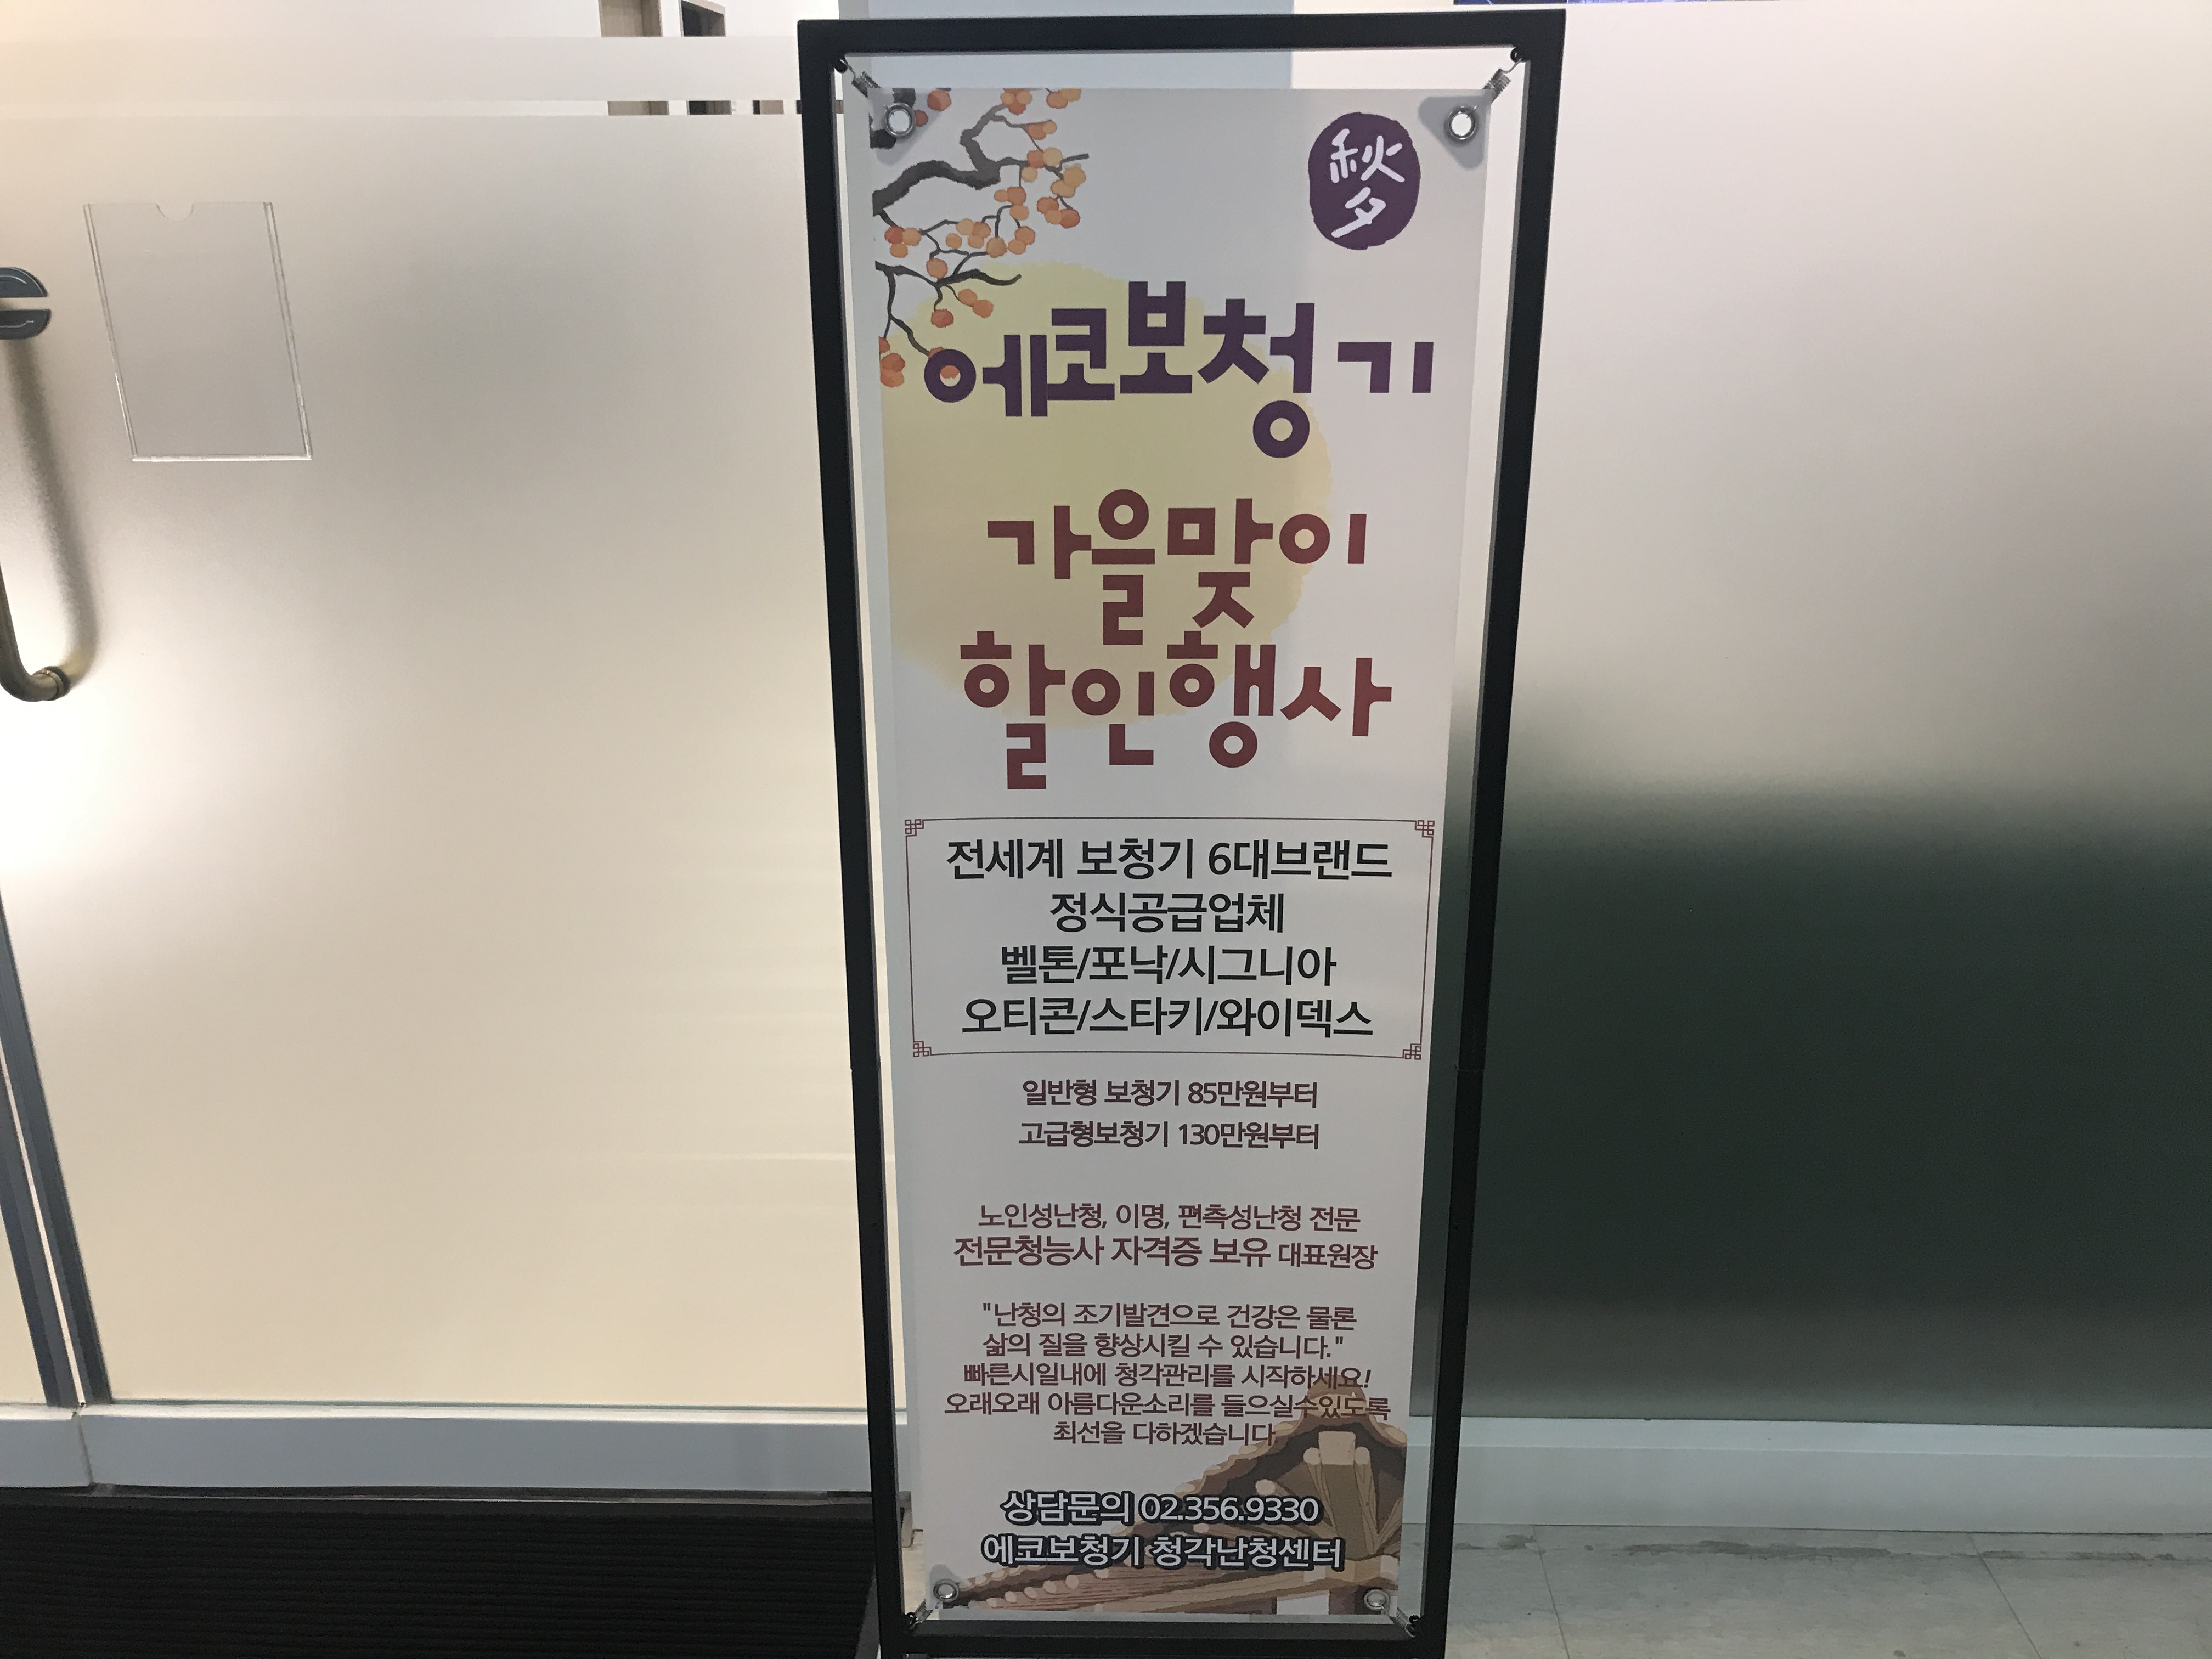 秋
夕
에코보청기
가을맞이
할인행사
전세계 보청기 6대브랜드
정식공급업체
벨톤/포낙/시그니아
오티콘/스타키/와이덱스
일반형 보청기 85만원부터
고급형보청기 130만원부터
노인성난청, 이명, 편측성난청 전문
전문청능사 자격증 보유 대표원장
"난청의 조기발견으로 건강은 물론
삶의 질을 향상시킬 수 있습니다."
빠른시일내에 청각관리를 시작하세요!
오래오래 아름다운소리를 들으실수있도록
최선을 다하겠습니다.
상담문의 02.356.9330
에코보청기 청각난청센터